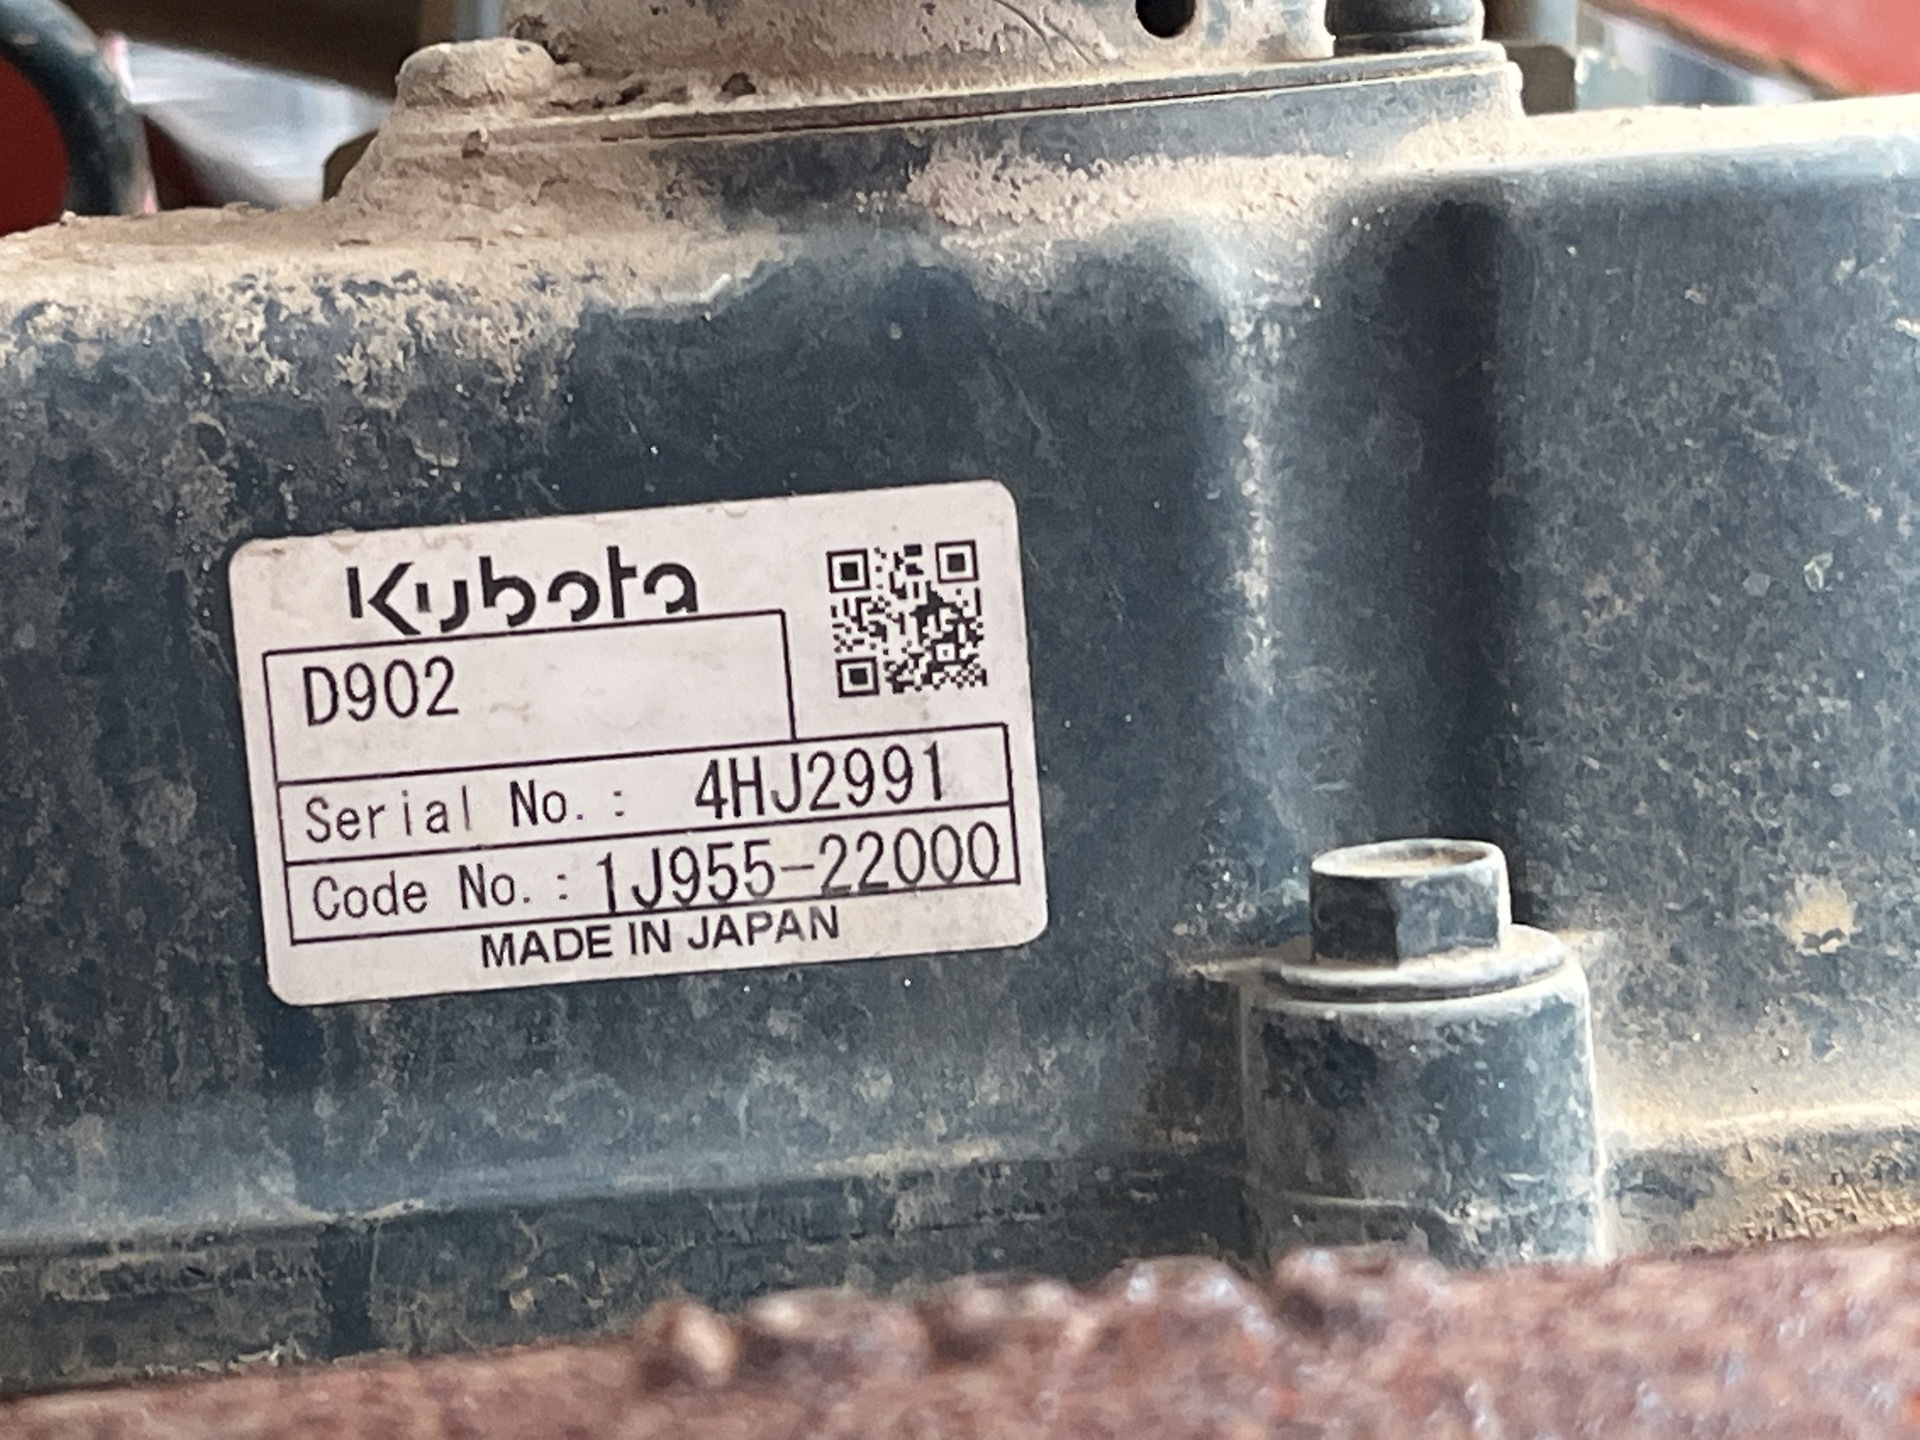 Kubota
D902
Serial No. : 4HJ2991
Code No. : 1J955-22000
MADE IN JAPAN